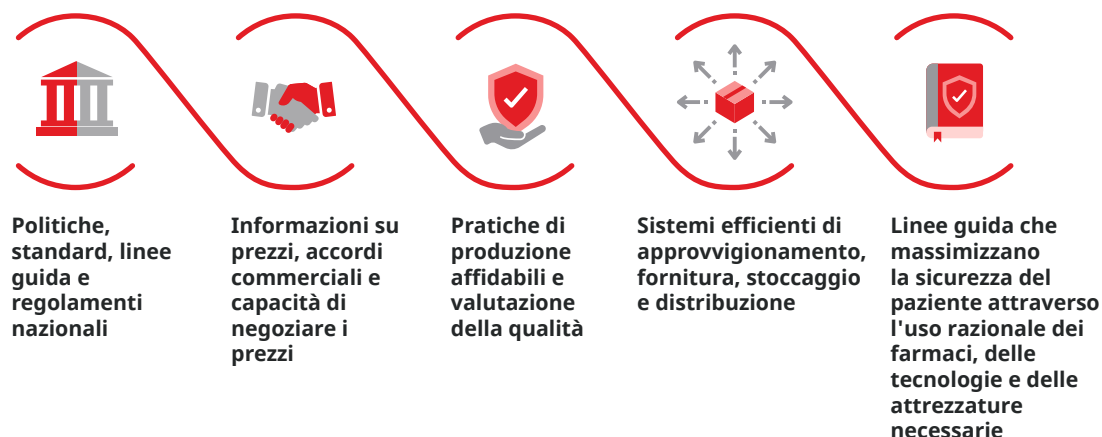 Politiche,
standard, linee
guida e
regolamenti
nazionali
Informazioni su
prezzi, accordi
commerciali e
capacità di
negoziare i
prezzi
Pratiche di
produzione
affidabili e
valutazione
della qualità
Sistemi efficienti di
approvvigionamento,
fornitura, stoccaggio
e distribuzione
Linee guida che
massimizzano
la sicurezza del
paziente attraverso
l'uso razionale dei
farmaci, delle
tecnologie e delle
attrezzature
necessarie